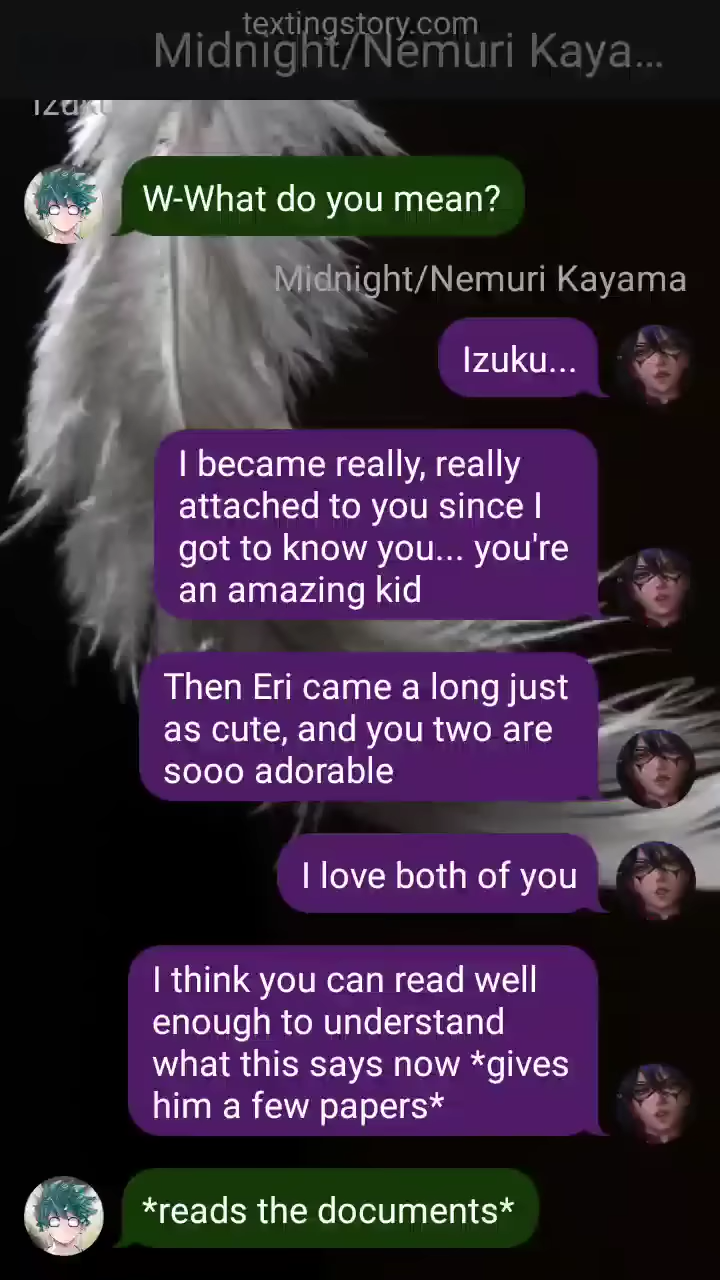 textingstory.com
Midnight/Nemuri Kaya...
Izuku
W-What do you mean?
Midnight/Nemuri Kayama
Izuku...
I became really, really
attached to you since I
got to know you... you're
an amazing kid
Then Eri came a long just
as cute, and you two are
sooo adorable
I love both of you
I think you can read well
enough to understand
what this says now *gives
him a few papers*
*reads the documents*